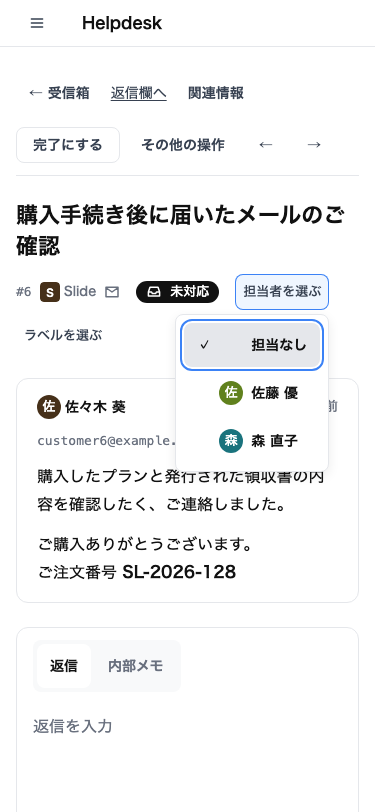 Helpdesk
← 受信箱 返信欄へ 関連情報
完了にする その他の操作 ← →
購入手続き後に届いたメールのご
確認
#6 S Slide 未対応 担当者を選ぶ
ラベルを選ぶ
✓ 担当なし
佐 佐藤 優
森 森 直子
佐 佐々木 葵 前
customer6@example.
購入したプランと発行された領収書の内
容を確認したく、ご連絡しました。
ご購入ありがとうございます。
ご注文番号 SL-2026-128
返信 内部メモ
返信を入力